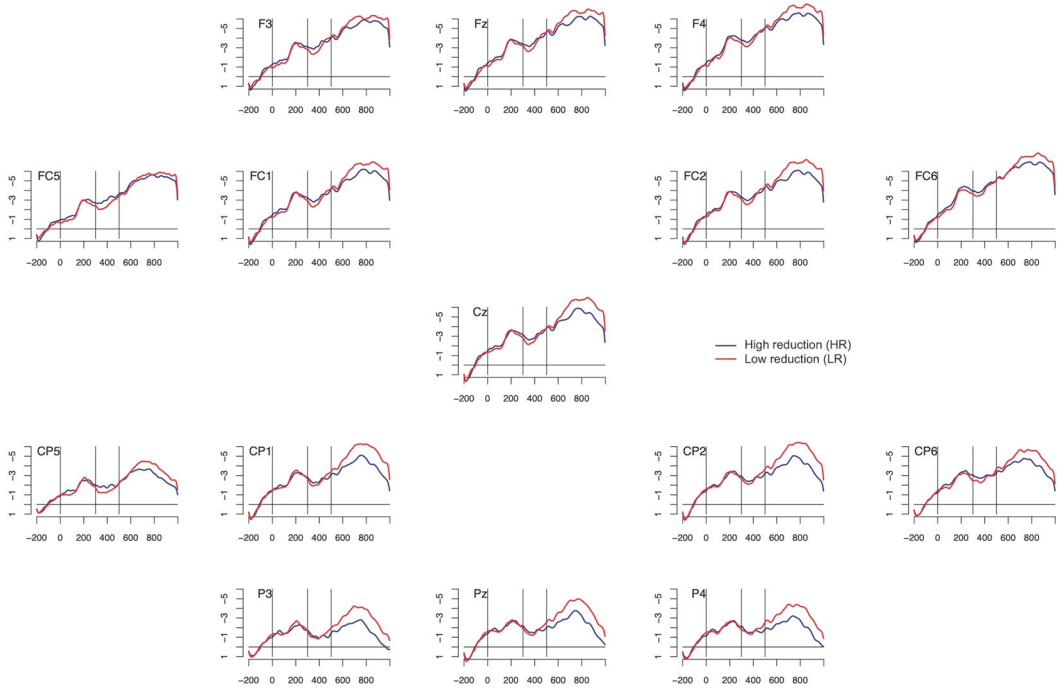 F3 Fz F4
-5 -5 -5
-3 -3 -3
-1 -1 -1
1 1 1
-200 0 200 400 600 800 -200 0 200 400 600 800 -200 0 200 400 600 800
FC5 FC1 FC2 FC6
-5 -5 -5 -5
-3 -3 -3 -3
-1 -1 -1 -1
1 1 1 1
-200 0 200 400 600 800 -200 0 200 400 600 800 -200 0 200 400 600 800 -200 0 200 400 600 800
Cz
-5
-3
-1
1
-200 0 200 400 600 800
High reduction (HR)
Low reduction (LR)
CP5 CP1 CP2 CP6
-5 -5 -5 -5
-3 -3 -3 -3
-1 -1 -1 -1
1 1 1 1
-200 0 200 400 600 800 -200 0 200 400 600 800 -200 0 200 400 600 800 -200 0 200 400 600 800
P3 Pz P4
-5 -5 -5
-3 -3 -3
-1 -1 -1
1 1 1
-200 0 200 400 600 800 -200 0 200 400 600 800 -200 0 200 400 600 800